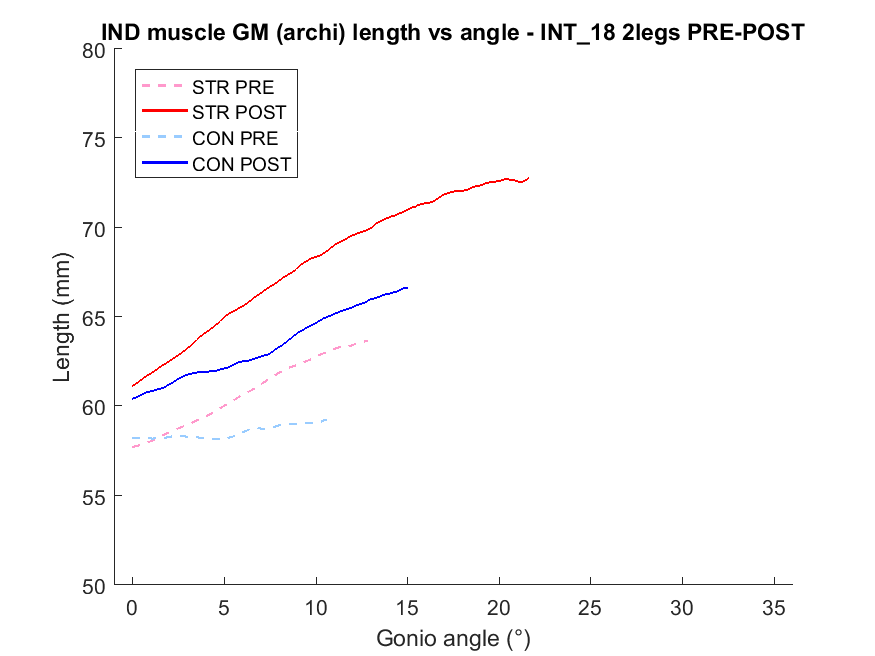 IND muscle GM (archi) length vs angle - INT_18 2legs PRE-POST
80
75
70
65
60
55
50
Length (mm)
STR PRE
STR POST
CON PRE
CON POST
0 5 10 15 20 25 30 35
Gonio angle (°)